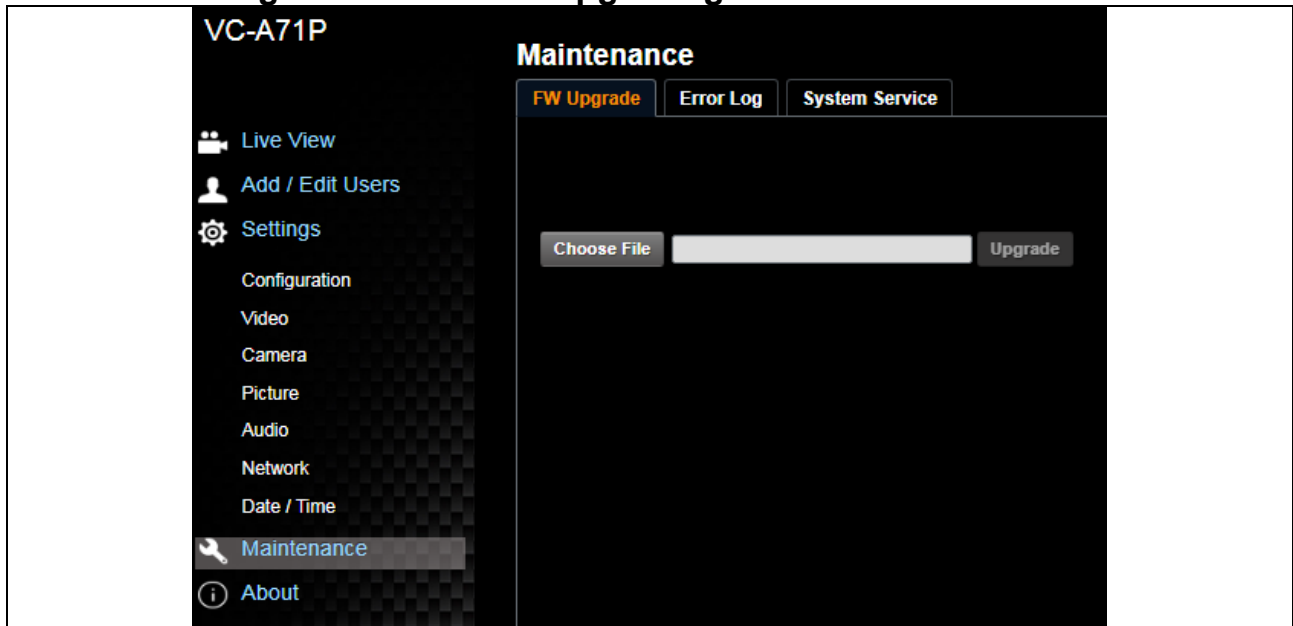 VC-A71P
Maintenance
FW Upgrade Error Log System Service
Live View
Add / Edit Users
Settings
Choose File Upgrade
Configuration
Video
Camera
Picture
Audio
Network
Date / Time
Maintenance
About